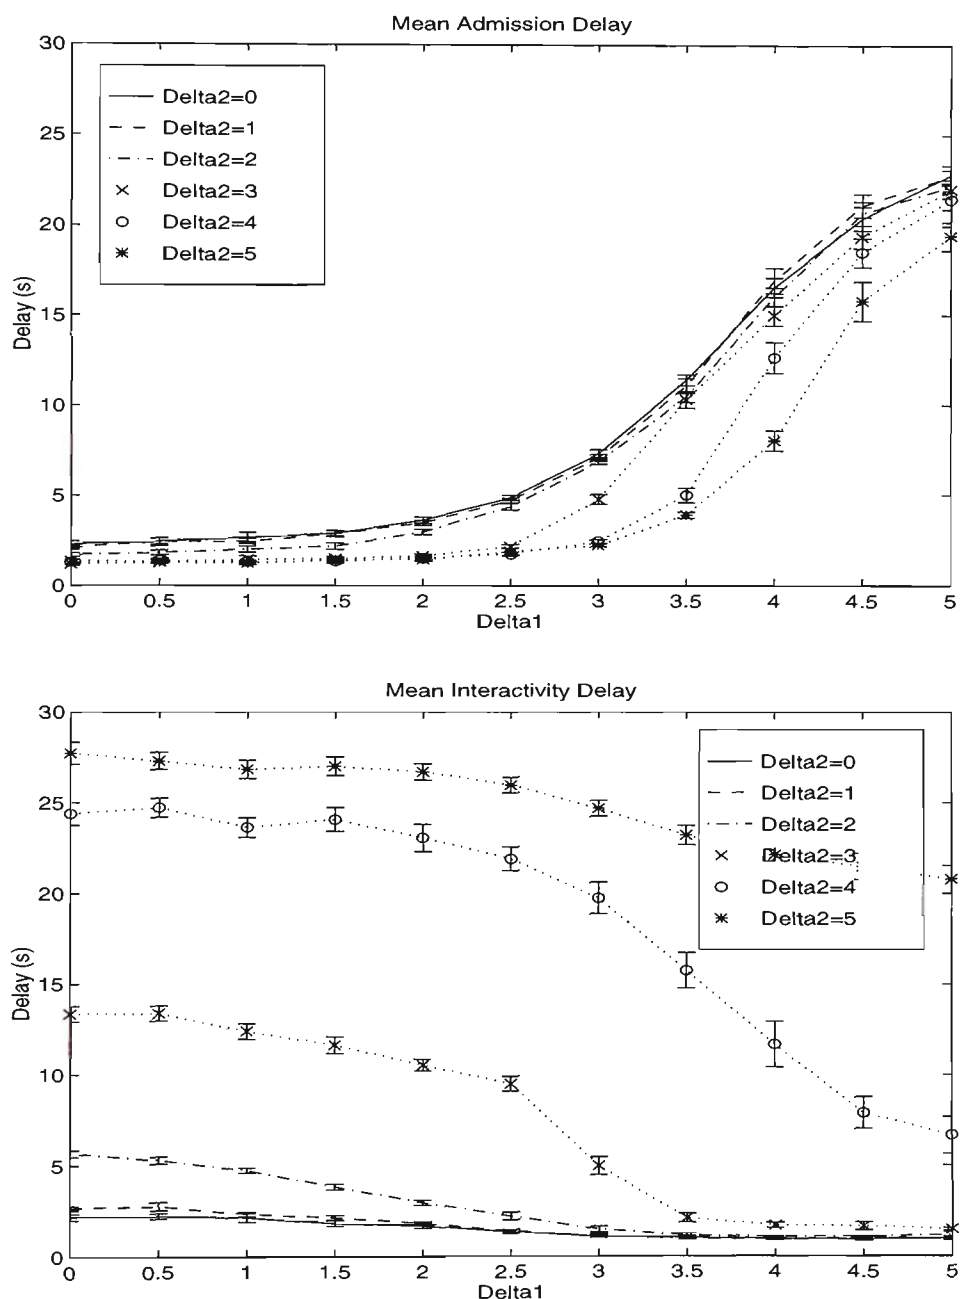 Mean Admission Delay
30
25
20
15
10
5
0
Delay (s)
Delta2=0
Delta2=1
Delta2=2
Delta2=3
Delta2=4
Delta2=5
0 0.5 1 1.5 2 2.5 3 3.5 4 4.5 5
Delta1
Mean Interactivity Delay
30
25
20
15
10
5
0
Delay (s)
Delta2=0
Delta2=1
Delta2=2
Delta2=3
Delta2=4
Delta2=5
0 0.5 1 1.5 2 2.5 3 3.5 4 4.5 5
Delta1